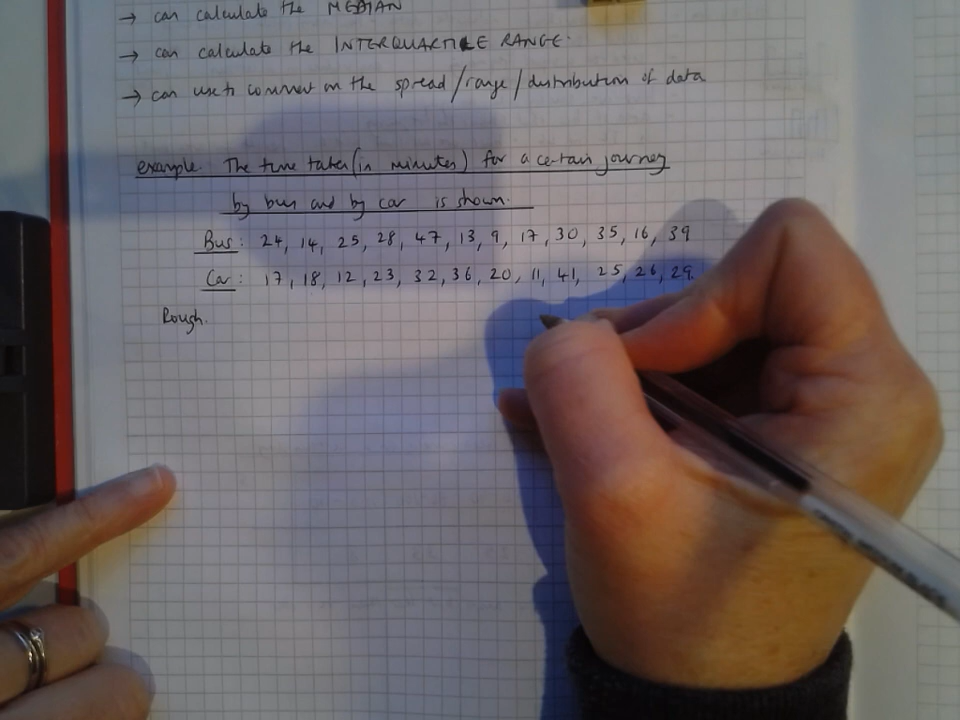 → can calculate the MEDIAN
→ can calculate the INTERQUARTILE RANGE.
→ can use to comment on the spread/range/distribution of data
example. The time taken (in minutes) for a certain journey
by bus and by car is shown.
Bus: 24, 14, 25, 28, 47, 13, 9, 17, 30, 35, 16, 39
Car: 17, 18, 12, 23, 32, 36, 20, 11, 41, 25, 26, 29.
Rough.